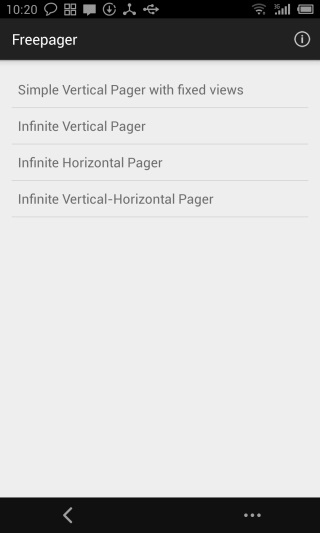 10:20
3G
Freepager
Simple Vertical Pager with fixed views
Infinite Vertical Pager
Infinite Horizontal Pager
Infinite Vertical-Horizontal Pager